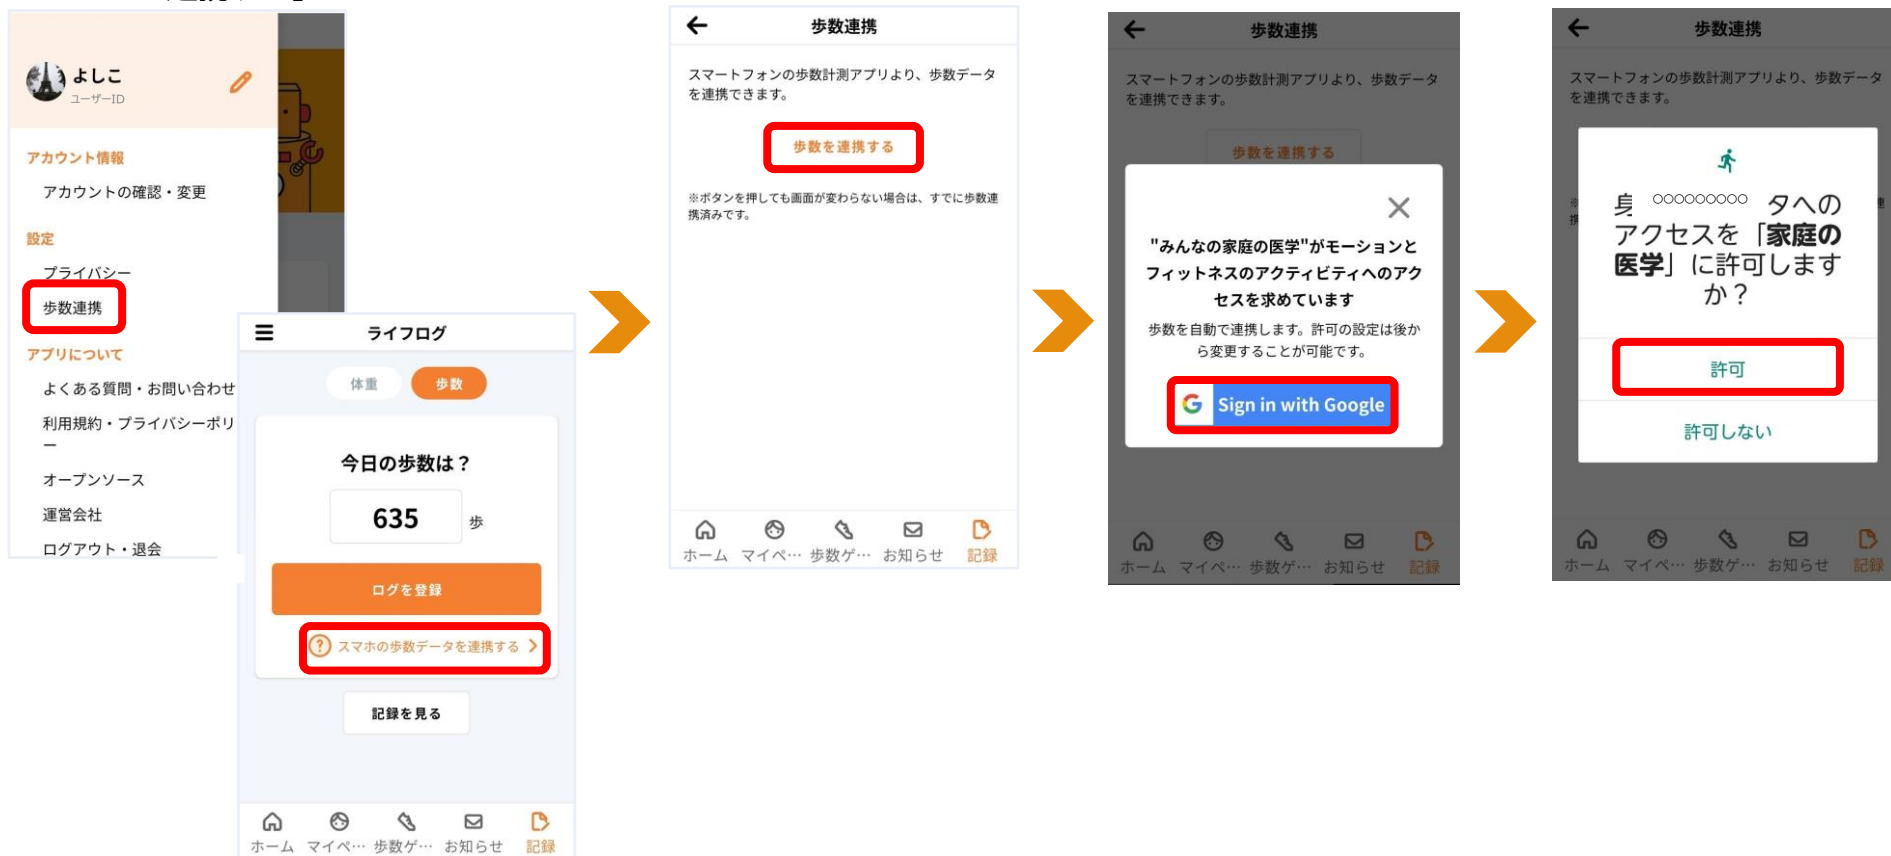 よしこ
ユーザーID
アカウント情報
アカウントの確認・変更
設定
プライバシー
歩数連携
アプリについて
よくある質問・お問い合わせ
利用規約・プライバシーポリ
ー
オープンソース
運営会社
ログアウト・退会
ライフログ
体重
歩数
今日の歩数は？
635 歩
ログを登録
? スマホの歩数データを連携する
記録を見る
ホーム マイペ… 歩数ゲ… お知らせ 記録
歩数連携
スマートフォンの歩数計測アプリより、歩数データ
を連携できます。
歩数を連携する
※ボタンを押しても画面が変わらない場合は、すでに歩数連
携済みです。
ホーム マイペ… 歩数ゲ… お知らせ 記録
歩数連携
スマートフォンの歩数計測アプリより、歩数データ
を連携できます。
歩数を連携する
"みんなの家庭の医学"がモーションと
フィットネスのアクティビティへのアク
セスを求めています
歩数を自動で連携します。許可の設定は後か
ら変更することが可能です。
G Sign in with Google
ホーム マイペ… 歩数ゲ… お知らせ 記録
歩数連携
スマートフォンの歩数計測アプリより、歩数データ
を連携できます。
身 ○○○○○○○○○ タへの
アクセスを「家庭の
医学」に許可します
か？
許可
許可しない
ホーム マイペ… 歩数ゲ… お知らせ 記録